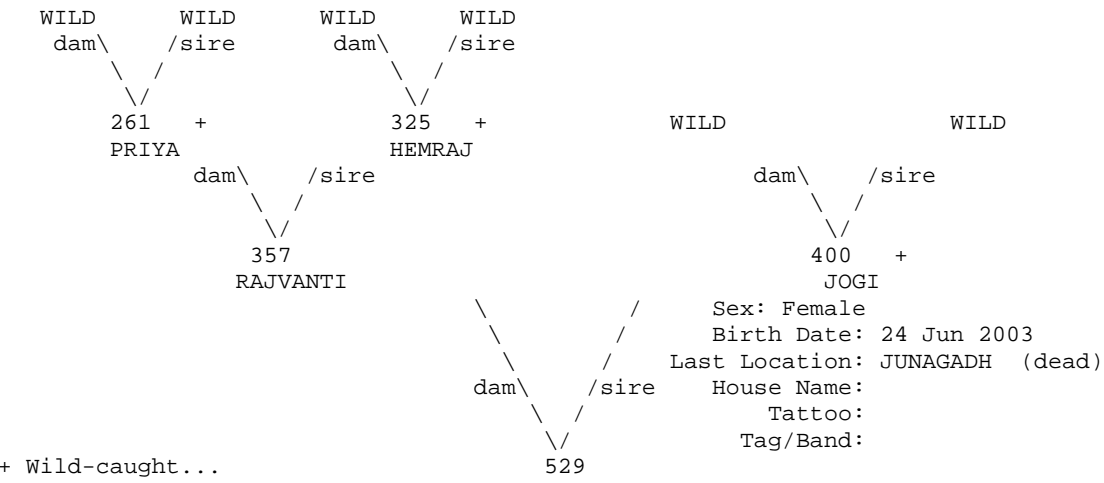 WILD WILD WILD WILD
dam\ /sire dam\ /sire
\ / \ /
\/ \/
261 + 325 + WILD WILD
PRIYA HEMRAJ
dam\ /sire dam\ /sire
\ / \ /
\/ \/
357 400 +
RAJVANTI JOGI
\ / Sex: Female
\ / Birth Date: 24 Jun 2003
\ / Last Location: JUNAGADH (dead)
dam\ /sire House Name:
\ / Tattoo:
\/ Tag/Band:
+ Wild-caught... 529